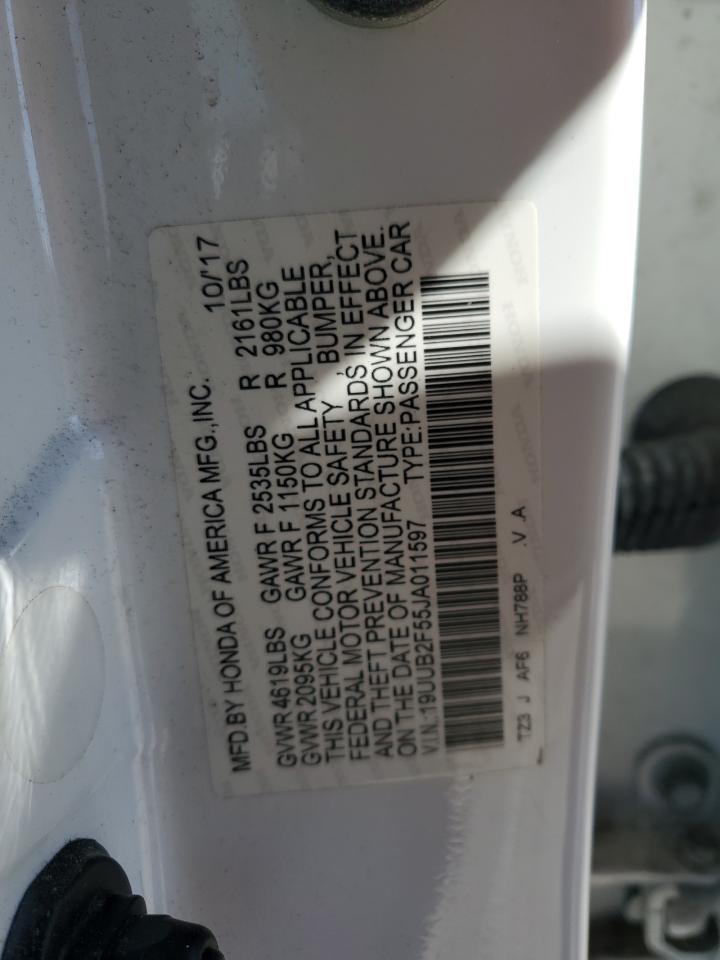 MFD.BY HONDA OF AMERICA MFG.,INC. 10/'17
GVWR 4619LBS GAWR F 2535LBS R 2161LBS
GVWR 2095KG GAWR F 1150KG R 980KG
THIS VEHICLE CONFORMS TO ALL APPLICABLE
FEDERAL MOTOR VEHICLE SAFETY BUMPER,
AND THEFT PREVENTION STANDARDS IN EFFECT
ON THE DATE OF MANUFACTURE SHOWN ABOVE.
V.I.N.:19UUB2F55JA011597 TYPE:PASSENGER CAR
TZ3 J AF6 NH788P .V .A